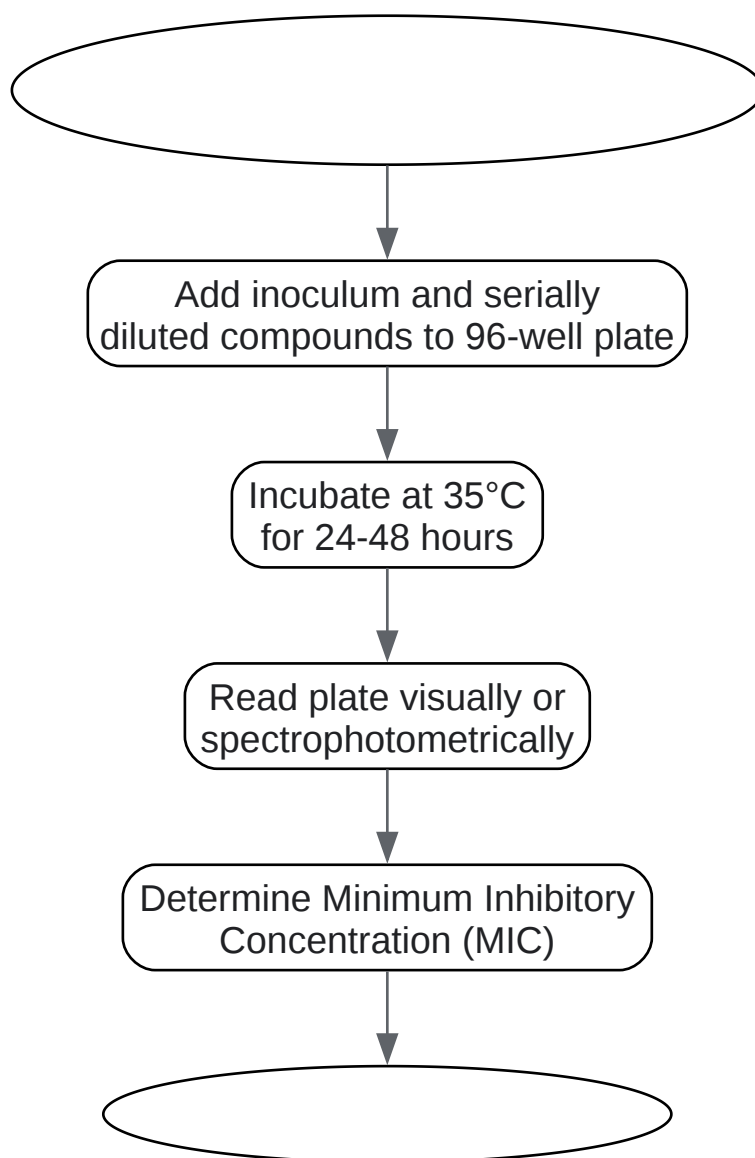 Add inoculum and serially
diluted compounds to 96-well plate
Incubate at 35°C
for 24-48 hours
Read plate visually or
spectrophotometrically
Determine Minimum Inhibitory
Concentration (MIC)